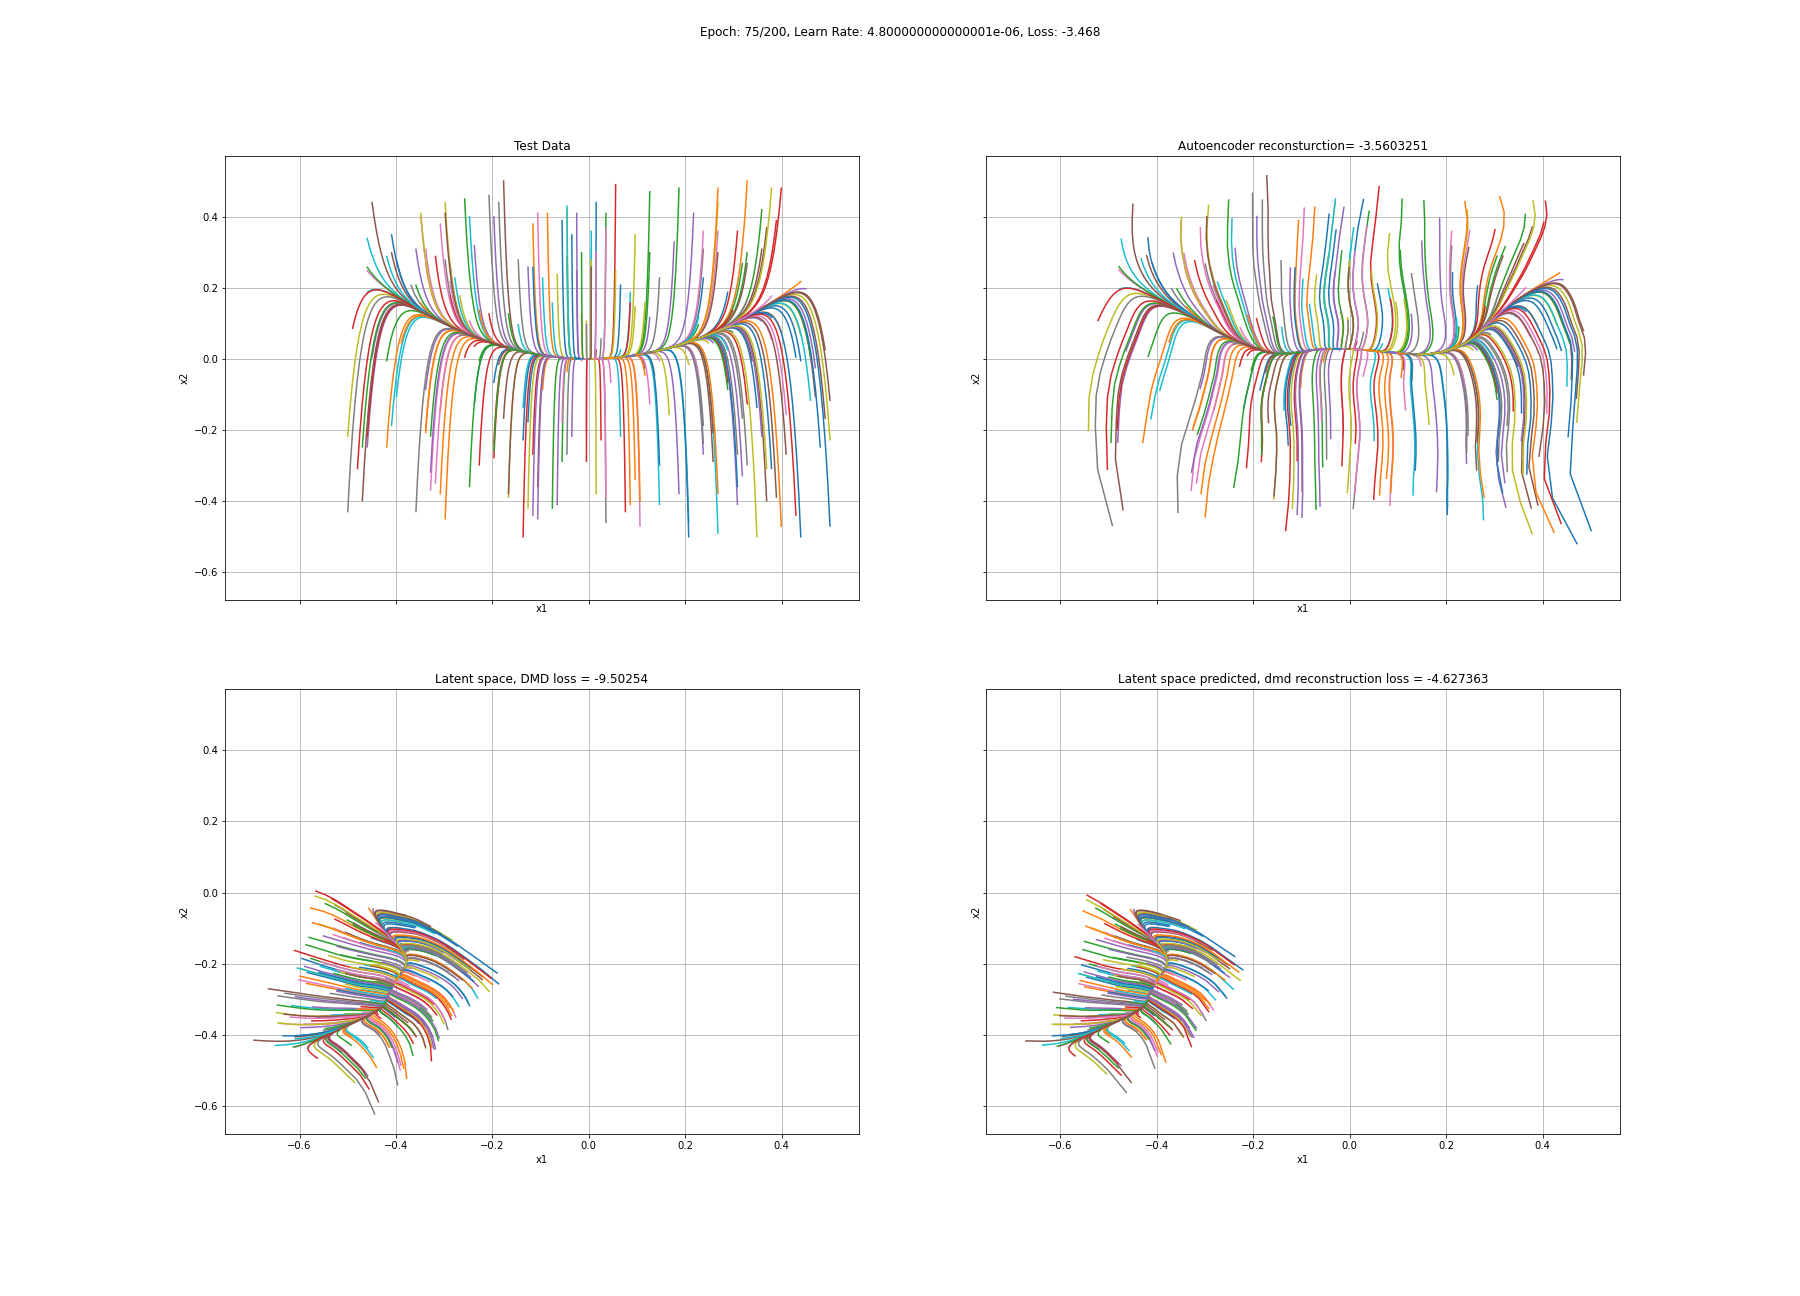 Epoch: 75/200, Learn Rate: 4.800000000000001e-06, Loss: -3.468
Test Data
0.4
0.2
0.0
−0.2
−0.4
−0.6
x2
x1
Autoencoder reconsturction= -3.5603251
x2
x1
Latent space, DMD loss = -9.50254
0.4
0.2
0.0
−0.2
−0.4
−0.6
x2
−0.6 −0.4 −0.2 0.0 0.2 0.4
x1
Latent space predicted, dmd reconstruction loss = -4.627363
x2
−0.6 −0.4 −0.2 0.0 0.2 0.4
x1